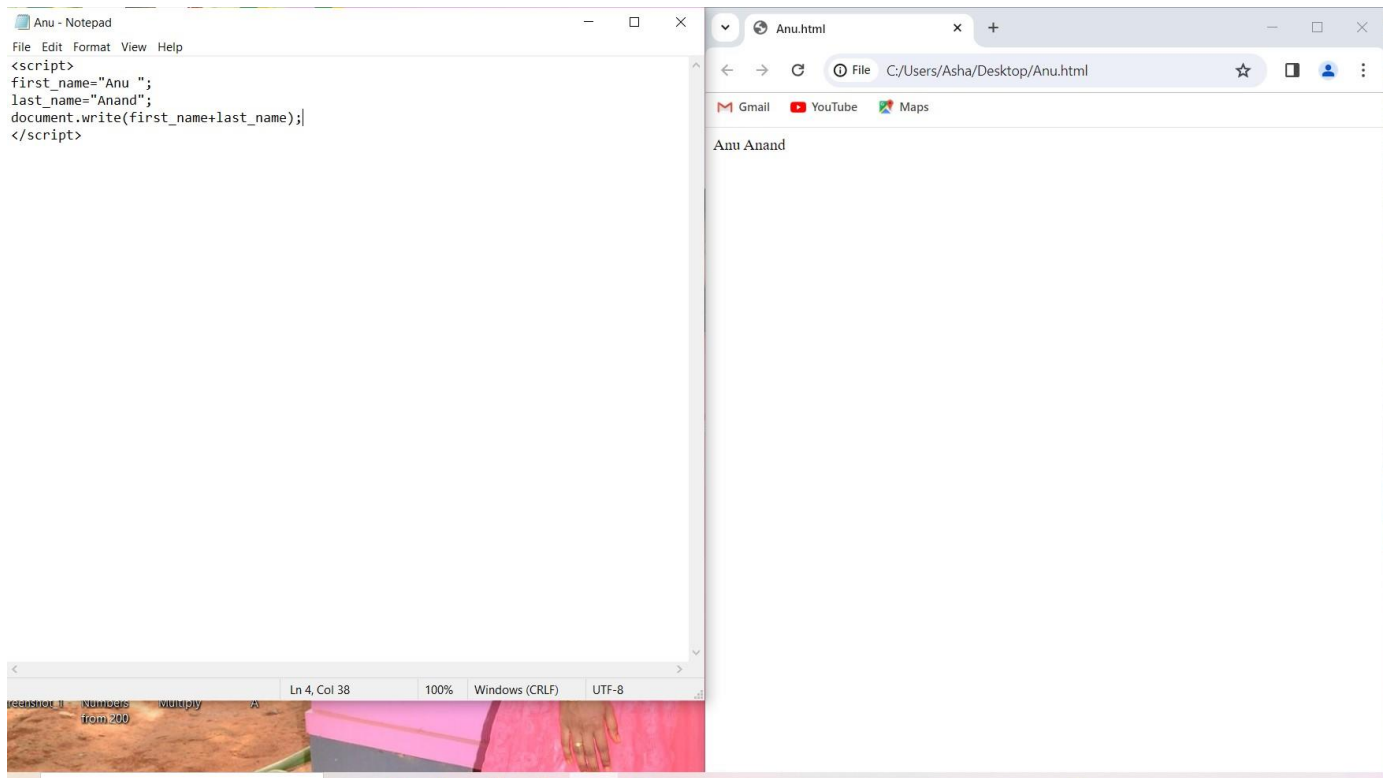 Anu - Notepad
File Edit Format View Help
<script>
first_name="Anu ";
last_name="Anand";
document.write(first_name+last_name);
</script>
Ln 4, Col 38 100% Windows (CRLF) UTF-8
Numbers Multiply A
from 200
Anu.html
File C:/Users/Asha/Desktop/Anu.html
Gmail YouTube Maps
Anu Anand